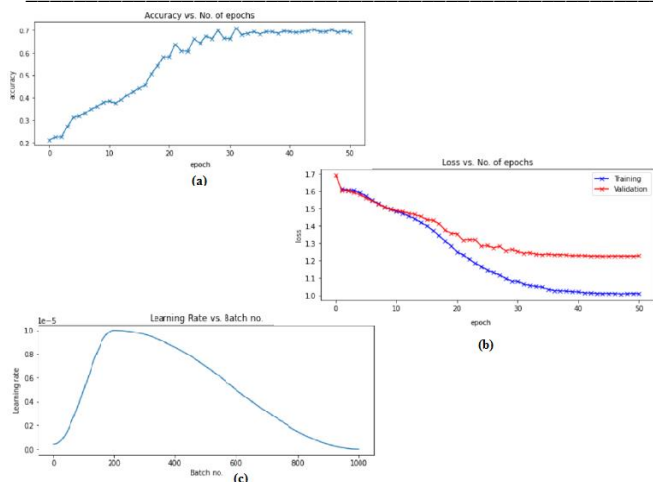 Accuracy vs. No. of epochs
0.7
0.6
0.5
0.4
0.3
0.2
accuracy
0 10 20 30 40 50
epoch
(a)
Loss vs. No. of epochs
1.7
1.6
1.5
1.4
1.3
1.2
1.1
1.0
loss
Training
Validation
0 10 20 30 40 50
epoch
(b)
Learning Rate vs. Batch no.
1e-5
1.0
0.8
0.6
0.4
0.2
0.0
Learning rate
0 200 400 600 800 1000
Batch no.
(c)